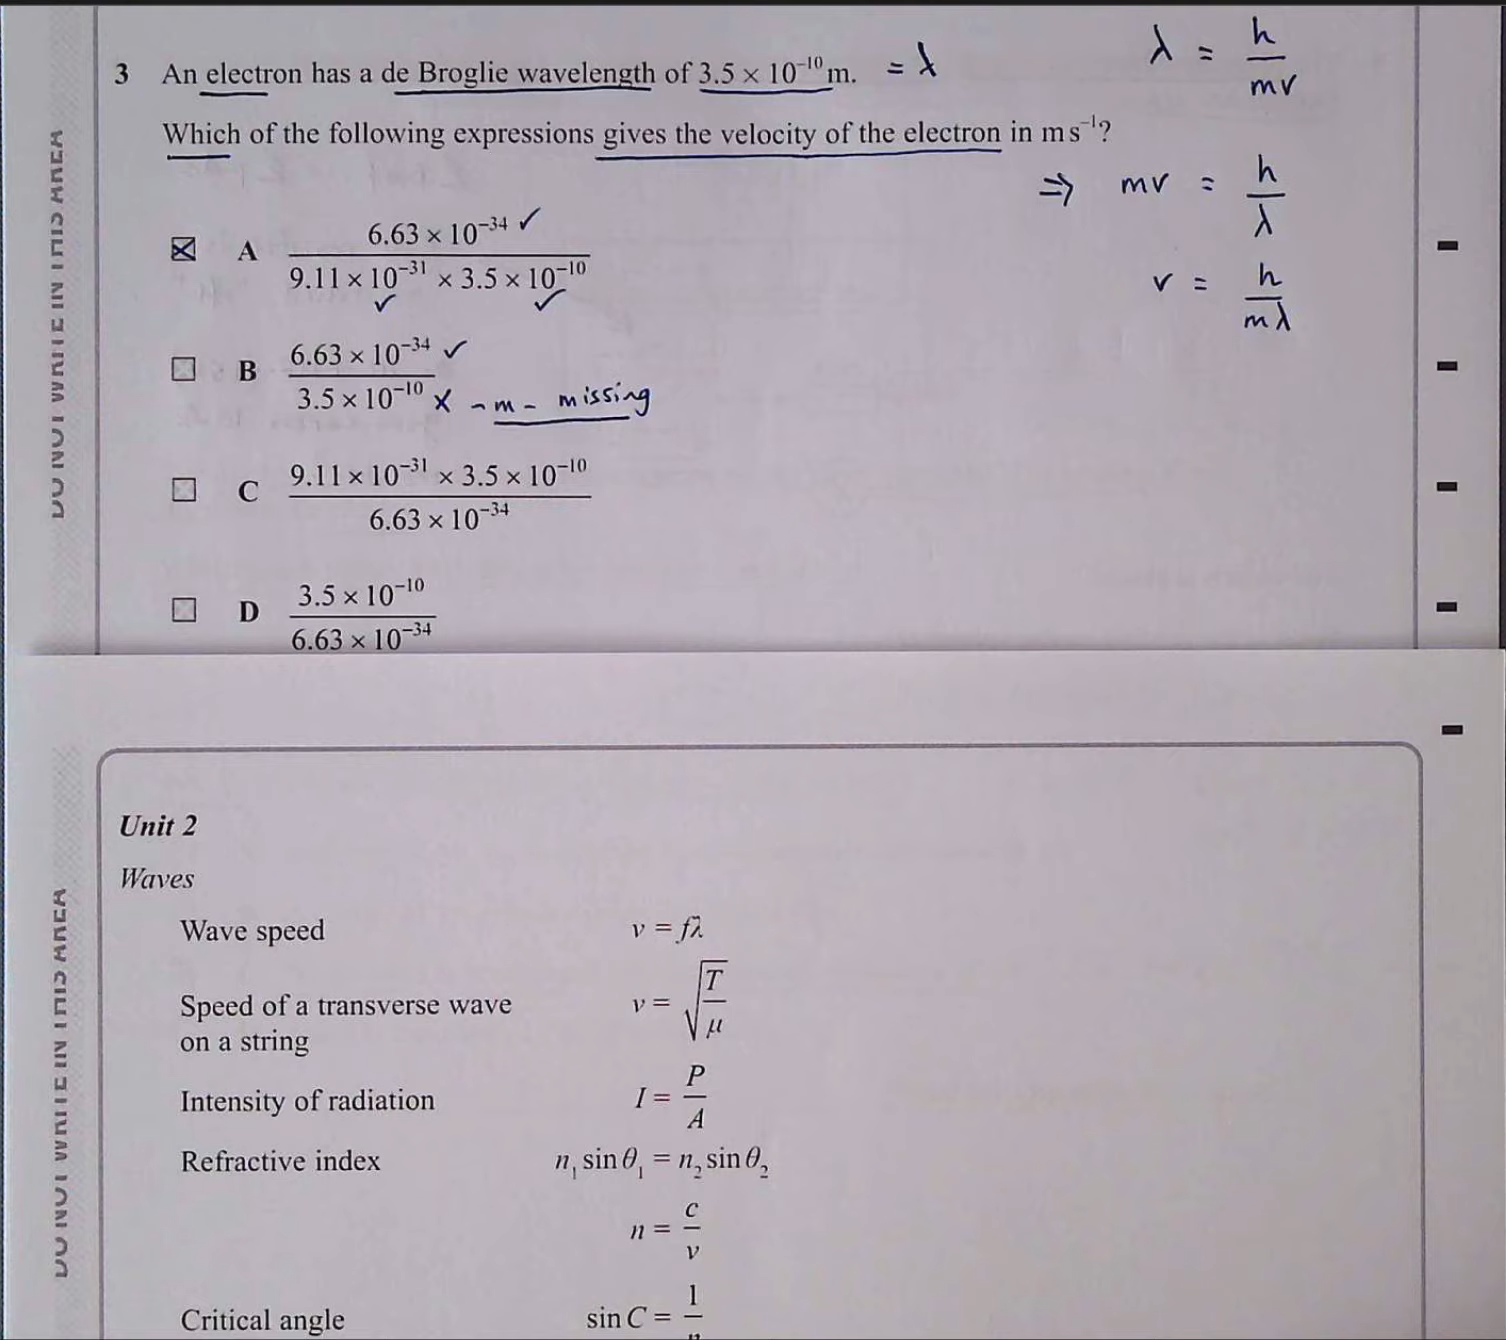 3 An electron has a de Broglie wavelength of 3.5 × 10⁻¹⁰ m. = λ
λ = h/mv
Which of the following expressions gives the velocity of the electron in m s⁻¹?
⇒ mv = h/λ
A 6.63 × 10⁻³⁴ ✓ / 9.11 × 10⁻³¹ ✓ × 3.5 × 10⁻¹⁰ ✓
v = h/mλ
B 6.63 × 10⁻³⁴ ✓ / 3.5 × 10⁻¹⁰ x - m - missing
C 9.11 × 10⁻³¹ × 3.5 × 10⁻¹⁰ / 6.63 × 10⁻³⁴
D 3.5 × 10⁻¹⁰ / 6.63 × 10⁻³⁴
DO NOT WRITE IN THIS AREA
Unit 2
Waves
Wave speed v = fλ
Speed of a transverse wave
on a string v = √(T/μ)
Intensity of radiation I = P/A
Refractive index n₁ sin θ₁ = n₂ sin θ₂
n = c/v
Critical angle sin C = 1/n
DO NOT WRITE IN THIS AREA